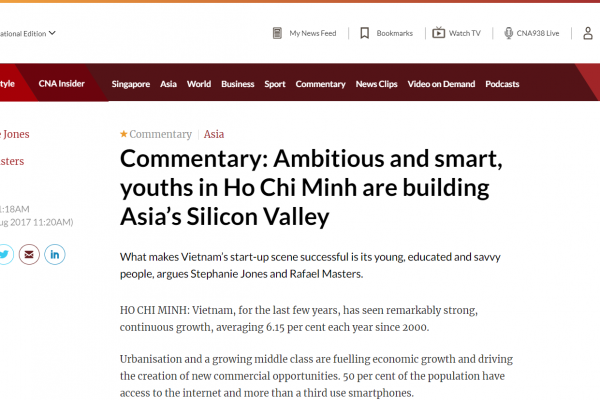 ational Edition
My News Feed
Bookmarks
Watch TV
CNA938 Live
tyle
CNA Insider
Singapore
Asia
World
Business
Sport
Commentary
News Clips
Video on Demand
Podcasts
e Jones
asters
1:18AM
ug 2017 11:20AM)
Commentary | Asia
Commentary: Ambitious and smart,
youths in Ho Chi Minh are building
Asia’s Silicon Valley
What makes Vietnam’s start-up scene successful is its young, educated and savvy
people, argues Stephanie Jones and Rafael Masters.
HO CHI MINH: Vietnam, for the last few years, has seen remarkably strong,
continuous growth, averaging 6.15 per cent each year since 2000.
Urbanisation and a growing middle class are fuelling economic growth and driving
the creation of new commercial opportunities. 50 per cent of the population have
access to the internet and more than a third use smartphones.